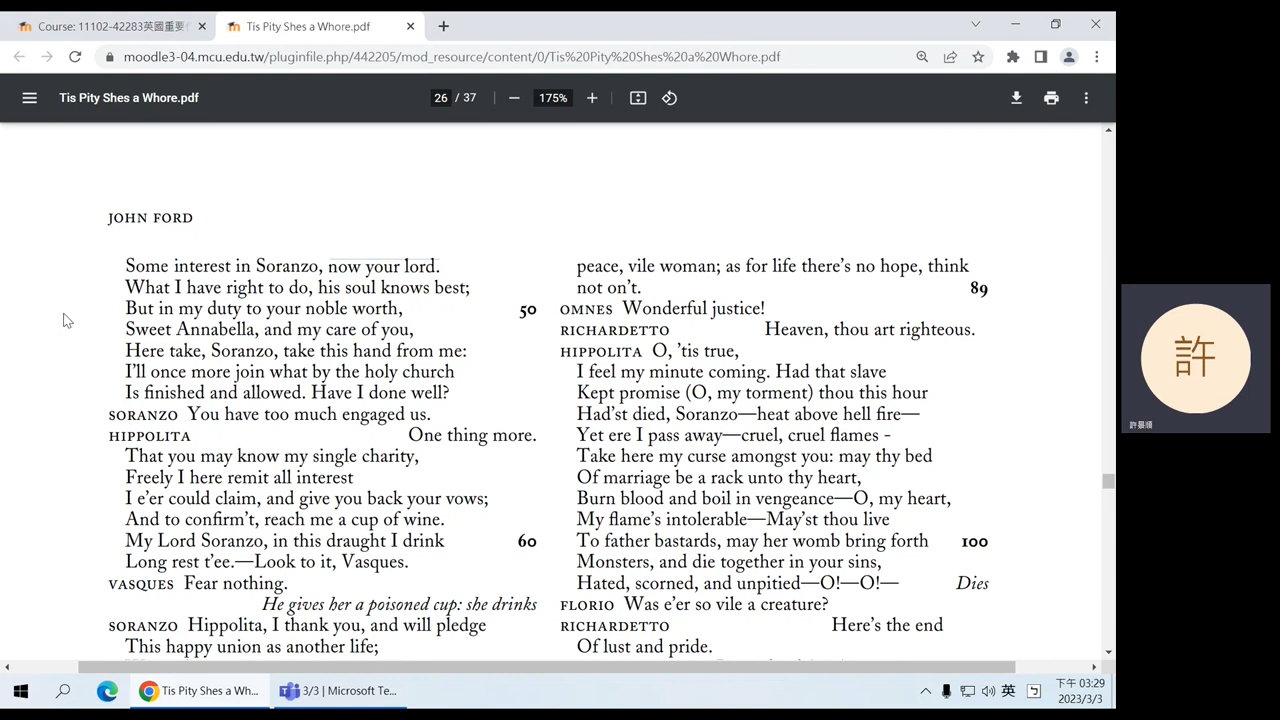 Course: 11102-42283英國重要
Tis Pity Shes a Whore.pdf
moodle3-04.mcu.edu.tw/pluginfile.php/442205/mod_resource/content/0/Tis%20Pity%20Shes%20a%20Whore.pdf
Tis Pity Shes a Whore.pdf
26 / 37
175%
JOHN FORD
Some interest in Soranzo, now your lord.
What I have right to do, his soul knows best;
But in my duty to your noble worth, 50
Sweet Annabella, and my care of you,
Here take, Soranzo, take this hand from me:
I'll once more join what by the holy church
Is finished and allowed. Have I done well?
SORANZO You have too much engaged us.
HIPPOLITA One thing more.
That you may know my single charity,
Freely I here remit all interest
I e'er could claim, and give you back your vows;
And to confirm't, reach me a cup of wine.
My Lord Soranzo, in this draught I drink 60
Long rest t'ee.—Look to it, Vasques.
VASQUES Fear nothing.
He gives her a poisoned cup: she drinks
SORANZO Hippolita, I thank you, and will pledge
This happy union as another life;
peace, vile woman; as for life there's no hope, think
not on't. 89
OMNES Wonderful justice!
RICHARDETTO Heaven, thou art righteous.
HIPPOLITA O, 'tis true,
I feel my minute coming. Had that slave
Kept promise (O, my torment) thou this hour
Had'st died, Soranzo—heat above hell fire—
Yet ere I pass away—cruel, cruel flames -
Take here my curse amongst you: may thy bed
Of marriage be a rack unto thy heart,
Burn blood and boil in vengeance—O, my heart,
My flame's intolerable—May'st thou live
To father bastards, may her womb bring forth 100
Monsters, and die together in your sins,
Hated, scorned, and unpitied—O!—O!— Dies
FLORIO Was e'er so vile a creature?
RICHARDETTO Here's the end
Of lust and pride.
許
許景順
Tis Pity Shes a Wh...
3/3 | Microsoft Te...
英
下午 03:29
2023/3/3